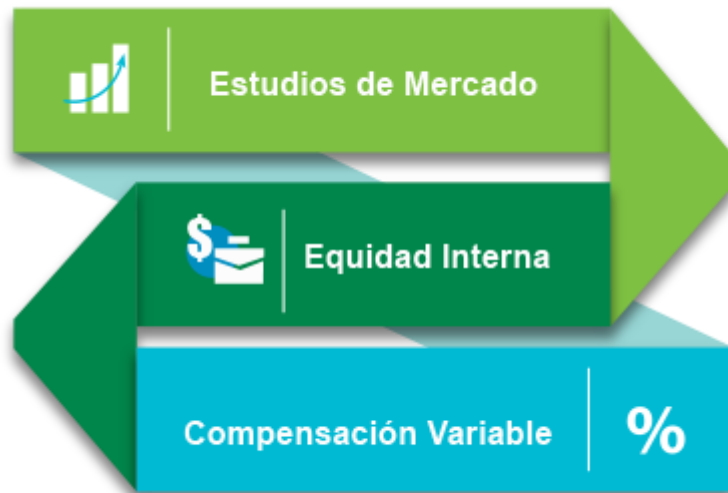 Estudios de Mercado
$
Equidad Interna
Compensación Variable %